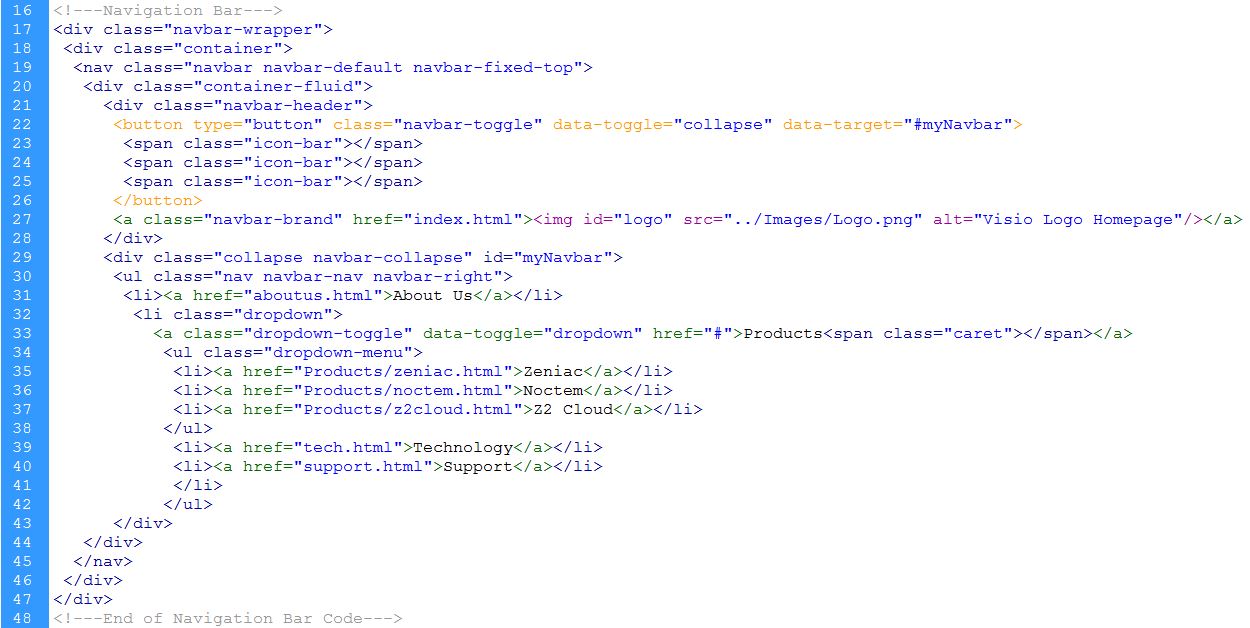 16 <!---Navigation Bar--->
17 <div class="navbar-wrapper">
18 <div class="container">
19 <nav class="navbar navbar-default navbar-fixed-top">
20 <div class="container-fluid">
21 <div class="navbar-header">
22 <button type="button" class="navbar-toggle" data-toggle="collapse" data-target="#myNavbar">
23 <span class="icon-bar"></span>
24 <span class="icon-bar"></span>
25 <span class="icon-bar"></span>
26 </button>
27 <a class="navbar-brand" href="index.html"><img id="logo" src="../Images/Logo.png" alt="Visio Logo Homepage"/></a>
28 </div>
29 <div class="collapse navbar-collapse" id="myNavbar">
30 <ul class="nav navbar-nav navbar-right">
31 <li><a href="aboutus.html">About Us</a></li>
32 <li class="dropdown">
33 <a class="dropdown-toggle" data-toggle="dropdown" href="#">Products<span class="caret"></span></a>
34 <ul class="dropdown-menu">
35 <li><a href="Products/zeniac.html">Zeniac</a></li>
36 <li><a href="Products/noctem.html">Noctem</a></li>
37 <li><a href="Products/z2cloud.html">Z2 Cloud</a></li>
38 </ul>
39 <li><a href="tech.html">Technology</a></li>
40 <li><a href="support.html">Support</a></li>
41 </li>
42 </ul>
43 </div>
44 </div>
45 </nav>
46 </div>
47 </div>
48 <!---End of Navigation Bar Code--->